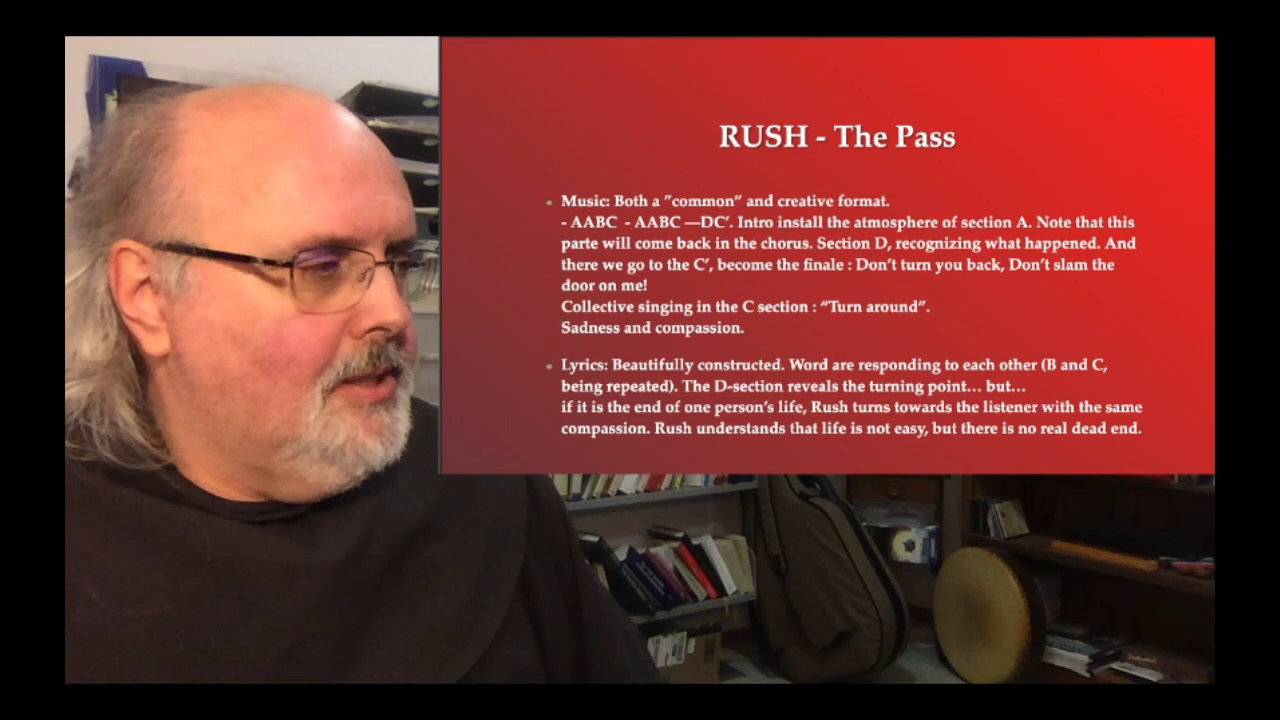 RUSH - The Pass
• Music: Both a ”common” and creative format.
- AABC - AABC —DC’. Intro install the atmosphere of section A. Note that this
parte will come back in the chorus. Section D, recognizing what happened. And
there we go to the C’, become the finale : Don’t turn you back, Don’t slam the
door on me!
Collective singing in the C section : “Turn around”.
Sadness and compassion.
• Lyrics: Beautifully constructed. Word are responding to each other (B and C,
being repeated). The D-section reveals the turning point… but…
if it is the end of one person’s life, Rush turns towards the listener with the same
compassion. Rush understands that life is not easy, but there is no real dead end.